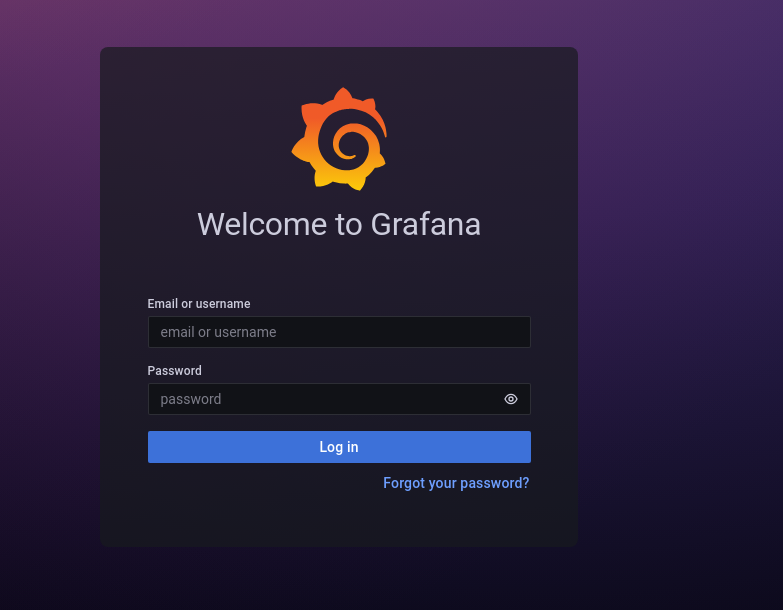 Welcome to Grafana
Email or username
email or username
Password
password
Log in
Forgot your password?